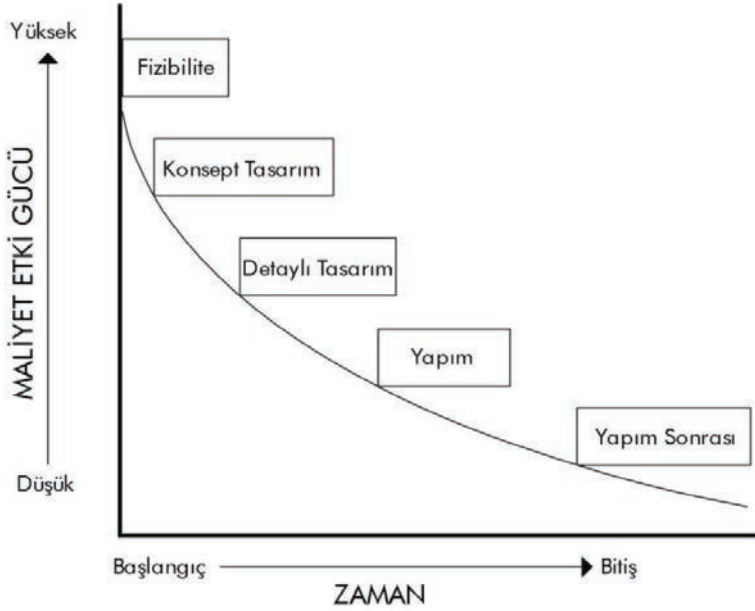 Yüksek
Fizibilite
Konsept Tasarım
MALİYET ETKİ GÜCÜ
Detaylı Tasarım
Yapım
Yapım Sonrası
Düşük
Başlangıç
Bitiş
ZAMAN